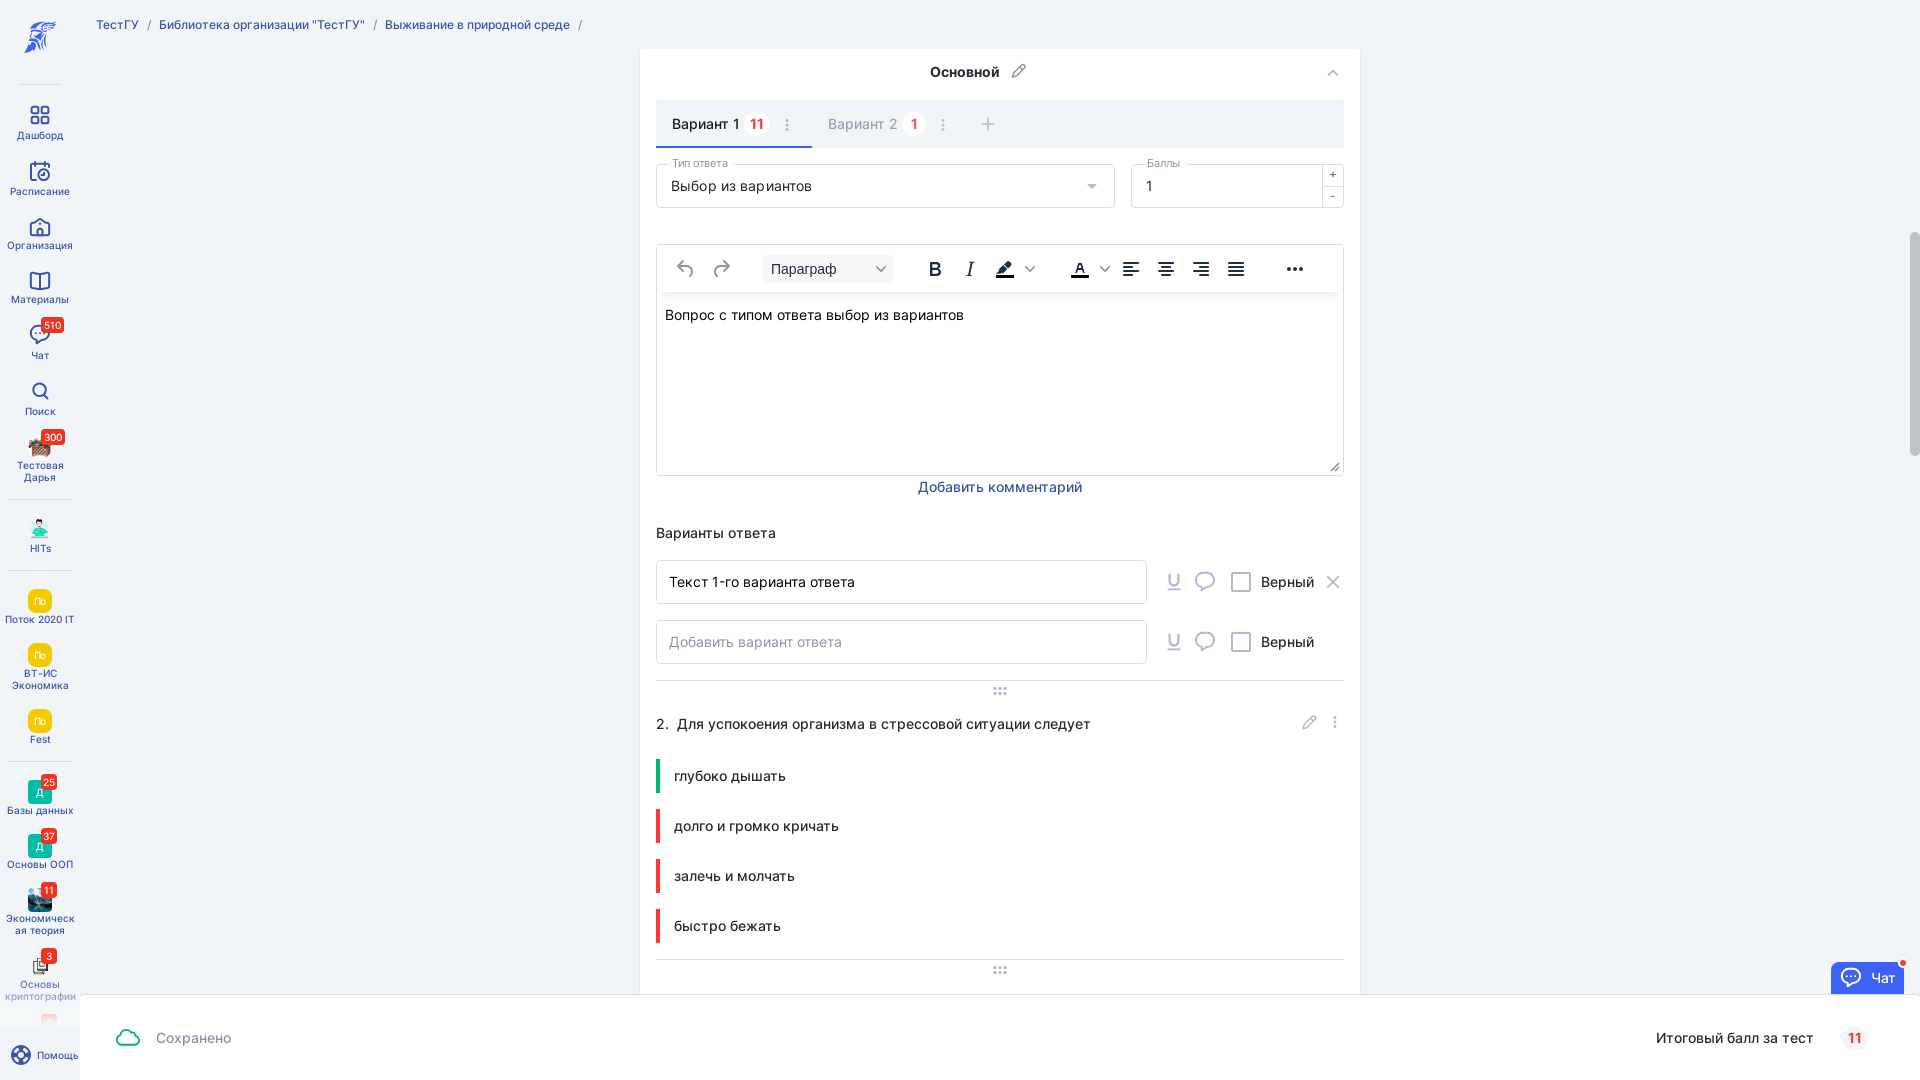 ТестГУ / Библиотека организации "ТестГУ" / Выживание в природной среде /
Дашборд
Расписание
Организация
Материалы
510
Чат
Поиск
300
Тестовая
Дарья
HITs
По
Поток 2020 IT
По
ВТ-ИС
Экономика
По
Fest
25
Д
Базы данных
37
Д
Основы ООП
11
Экономическ
ая теория
3
Основы
криптографии
Помощь
Основной
Вариант 1 11
Вариант 2 1
Тип ответа
Выбор из вариантов
Баллы
1
+
-
Параграф
B I A
Вопрос с типом ответа выбор из вариантов
Добавить комментарий
Варианты ответа
Текст 1-го варианта ответа
U
Верный
Добавить вариант ответа
U
Верный
2. Для успокоения организма в стрессовой ситуации следует
глубоко дышать
долго и громко кричать
залечь и молчать
быстро бежать
Чат
Сохранено
Итоговый балл за тест 11